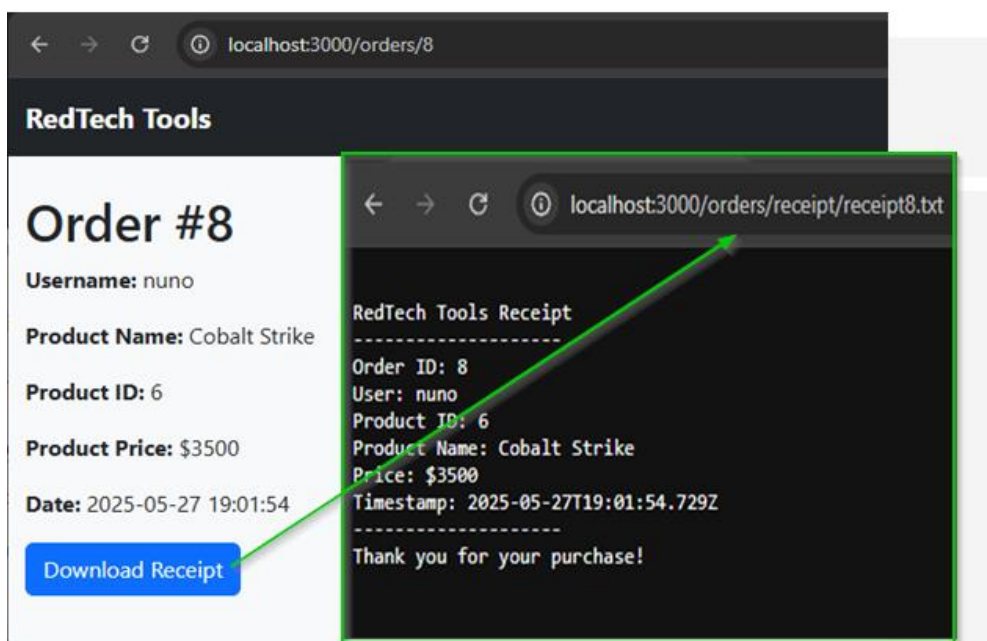 localhost:3000/orders/8
RedTech Tools
Order #8
Username: nuno
Product Name: Cobalt Strike
Product ID: 6
Product Price: $3500
Date: 2025-05-27 19:01:54
Download Receipt
localhost:3000/orders/receipt/receipt8.txt
RedTech Tools Receipt
--------------------
Order ID: 8
User: nuno
Product ID: 6
Product Name: Cobalt Strike
Price: $3500
Timestamp: 2025-05-27T19:01:54.729Z
--------------------
Thank you for your purchase!